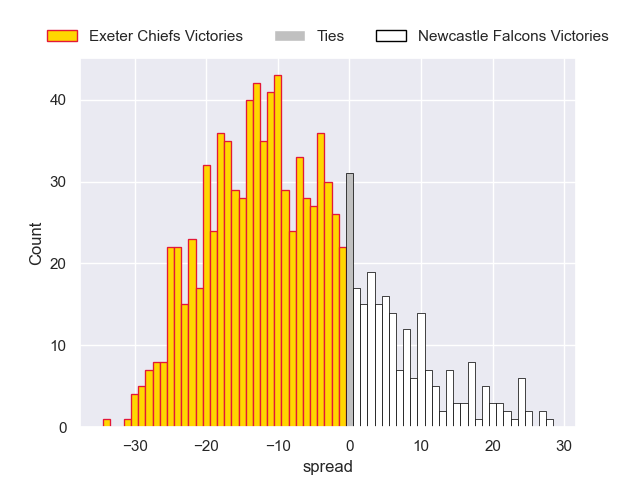 Exeter Chiefs Victories Ties Newcastle Falcons Victories
40
30
20
10
0
Count
−30 −20 −10 0 10 20 30
spread